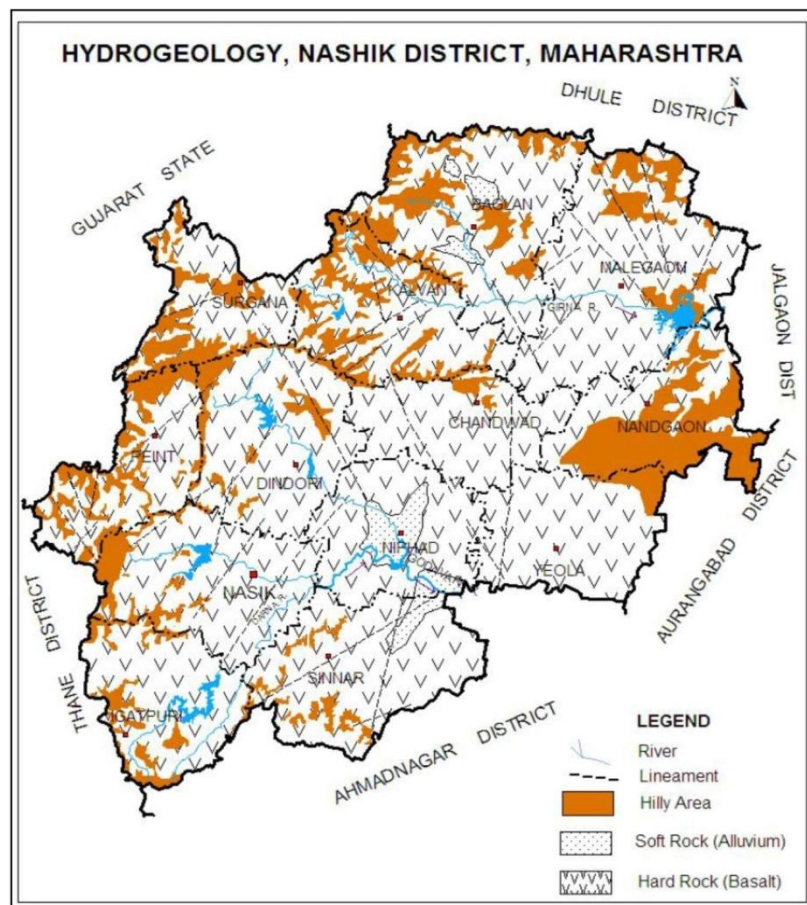 HYDROGEOLOGY, NASHIK DISTRICT, MAHARASHTRA
N
DHULE DISTRICT
GUJARAT STATE
BAGLAN
MALEGAON
JALGAON DIST
SURGANA
KALVAN
GIRNA R.
CHANDWAD
NANDGAON
PEINT
DINDORI
NIPHAD
YEOLA
AURANGABAD DISTRICT
NASIK
THANE DISTRICT
SINNAR
IGATPURI
AHMADNAGAR DISTRICT
LEGEND
River
Lineament
Hilly Area
Soft Rock (Alluvium)
Hard Rock (Basalt)